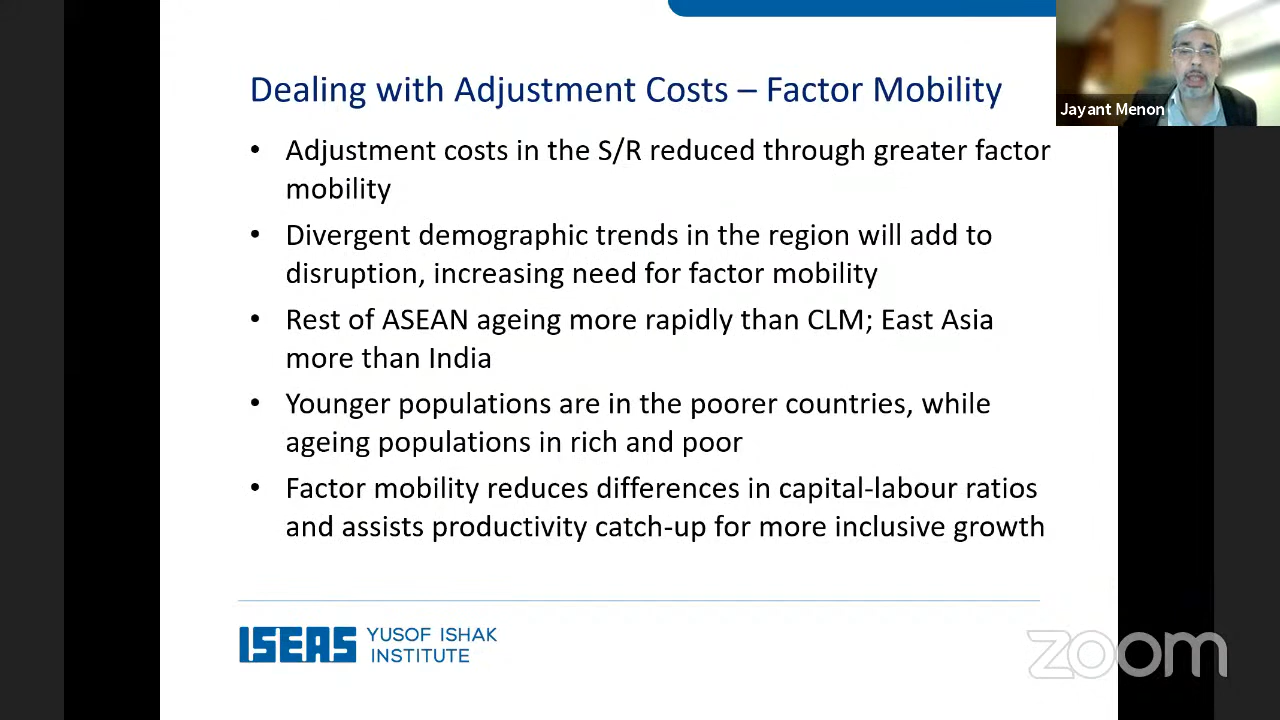 Dealing with Adjustment Costs – Factor Mobility
Jayant Menon
• Adjustment costs in the S/R reduced through greater factor
mobility
• Divergent demographic trends in the region will add to
disruption, increasing need for factor mobility
• Rest of ASEAN ageing more rapidly than CLM; East Asia
more than India
• Younger populations are in the poorer countries, while
ageing populations in rich and poor
• Factor mobility reduces differences in capital-labour ratios
and assists productivity catch-up for more inclusive growth
ISEAS YUSOF ISHAK
INSTITUTE
zoom